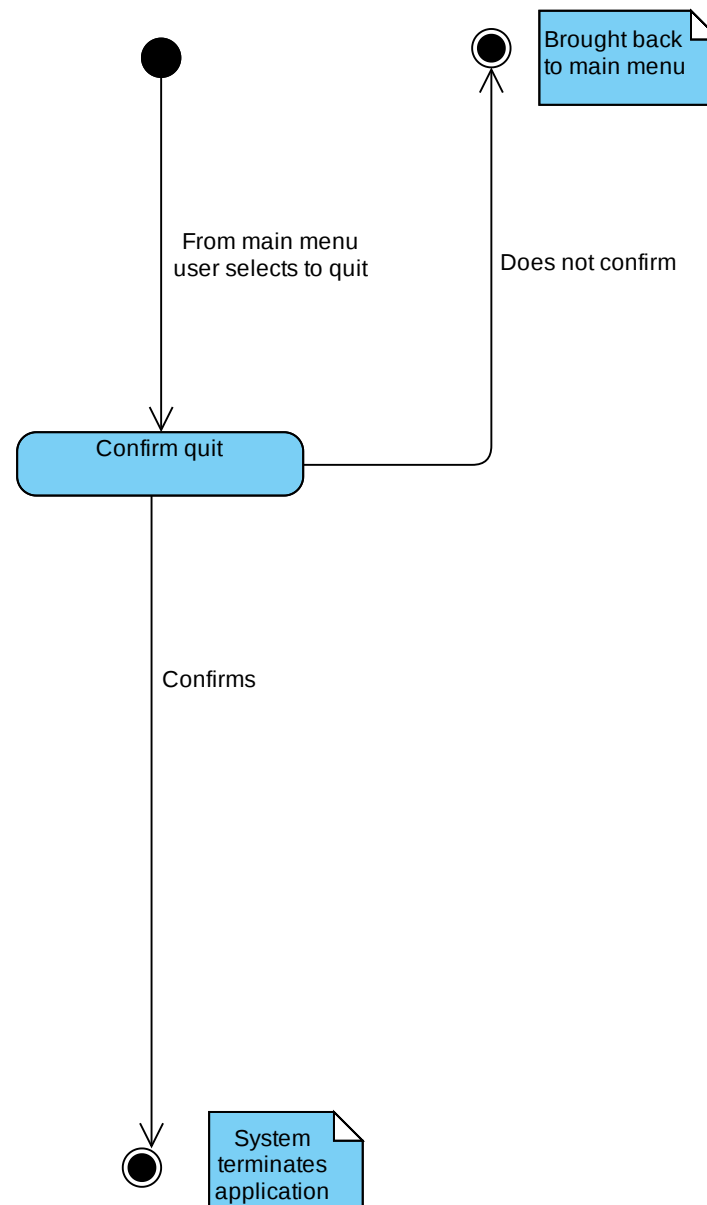 Brought back
to main menu
From main menu
user selects to quit
Does not confirm
Confirm quit
Confirms
System
terminates
application